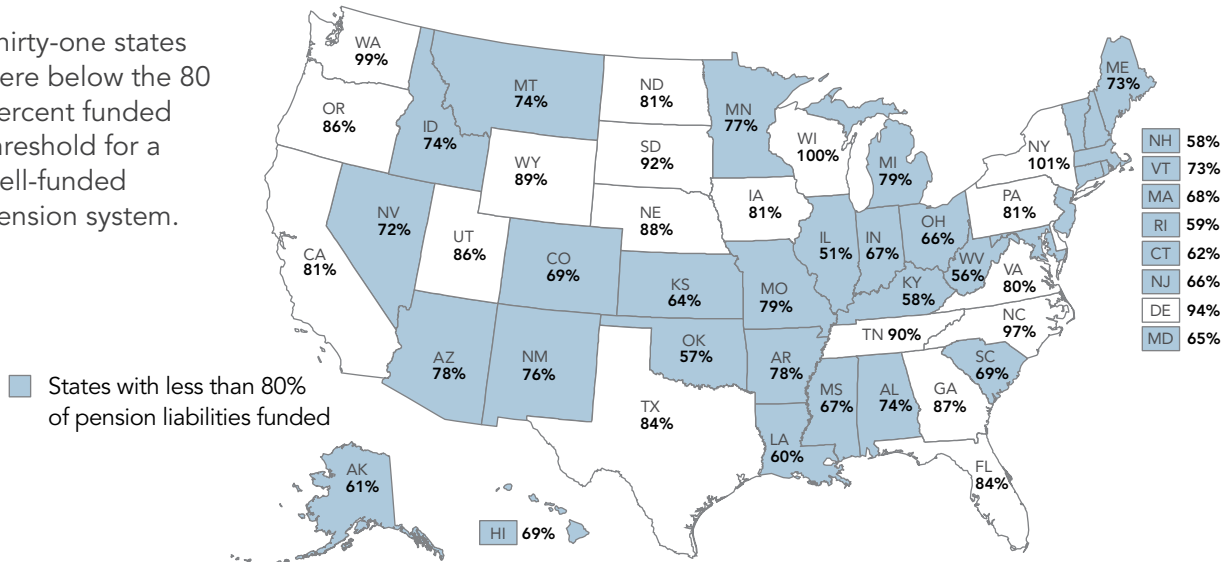 hirty-one states
ere below the 80
ercent funded
hreshold for a
ell-funded
ension system.
WA
99%
OR
86%
CA
81%
ID
74%
NV
72%
MT
74%
WY
89%
UT
86%
AZ
78%
CO
69%
NM
76%
ND
81%
SD
92%
NE
88%
KS
64%
OK
57%
TX
84%
MN
77%
IA
81%
MO
79%
AR
78%
LA
60%
WI
100%
IL
51%
MI
79%
IN
67%
OH
66%
KY
58%
TN 90%
MS
67%
AL
74%
GA
87%
FL
84%
SC
69%
NC
97%
VA
80%
WV
56%
PA
81%
NY
101%
ME
73%
NH 58%
VT 73%
MA 68%
RI 59%
CT 62%
NJ 66%
DE 94%
MD 65%
States with less than 80%
of pension liabilities funded
AK
61%
HI 69%